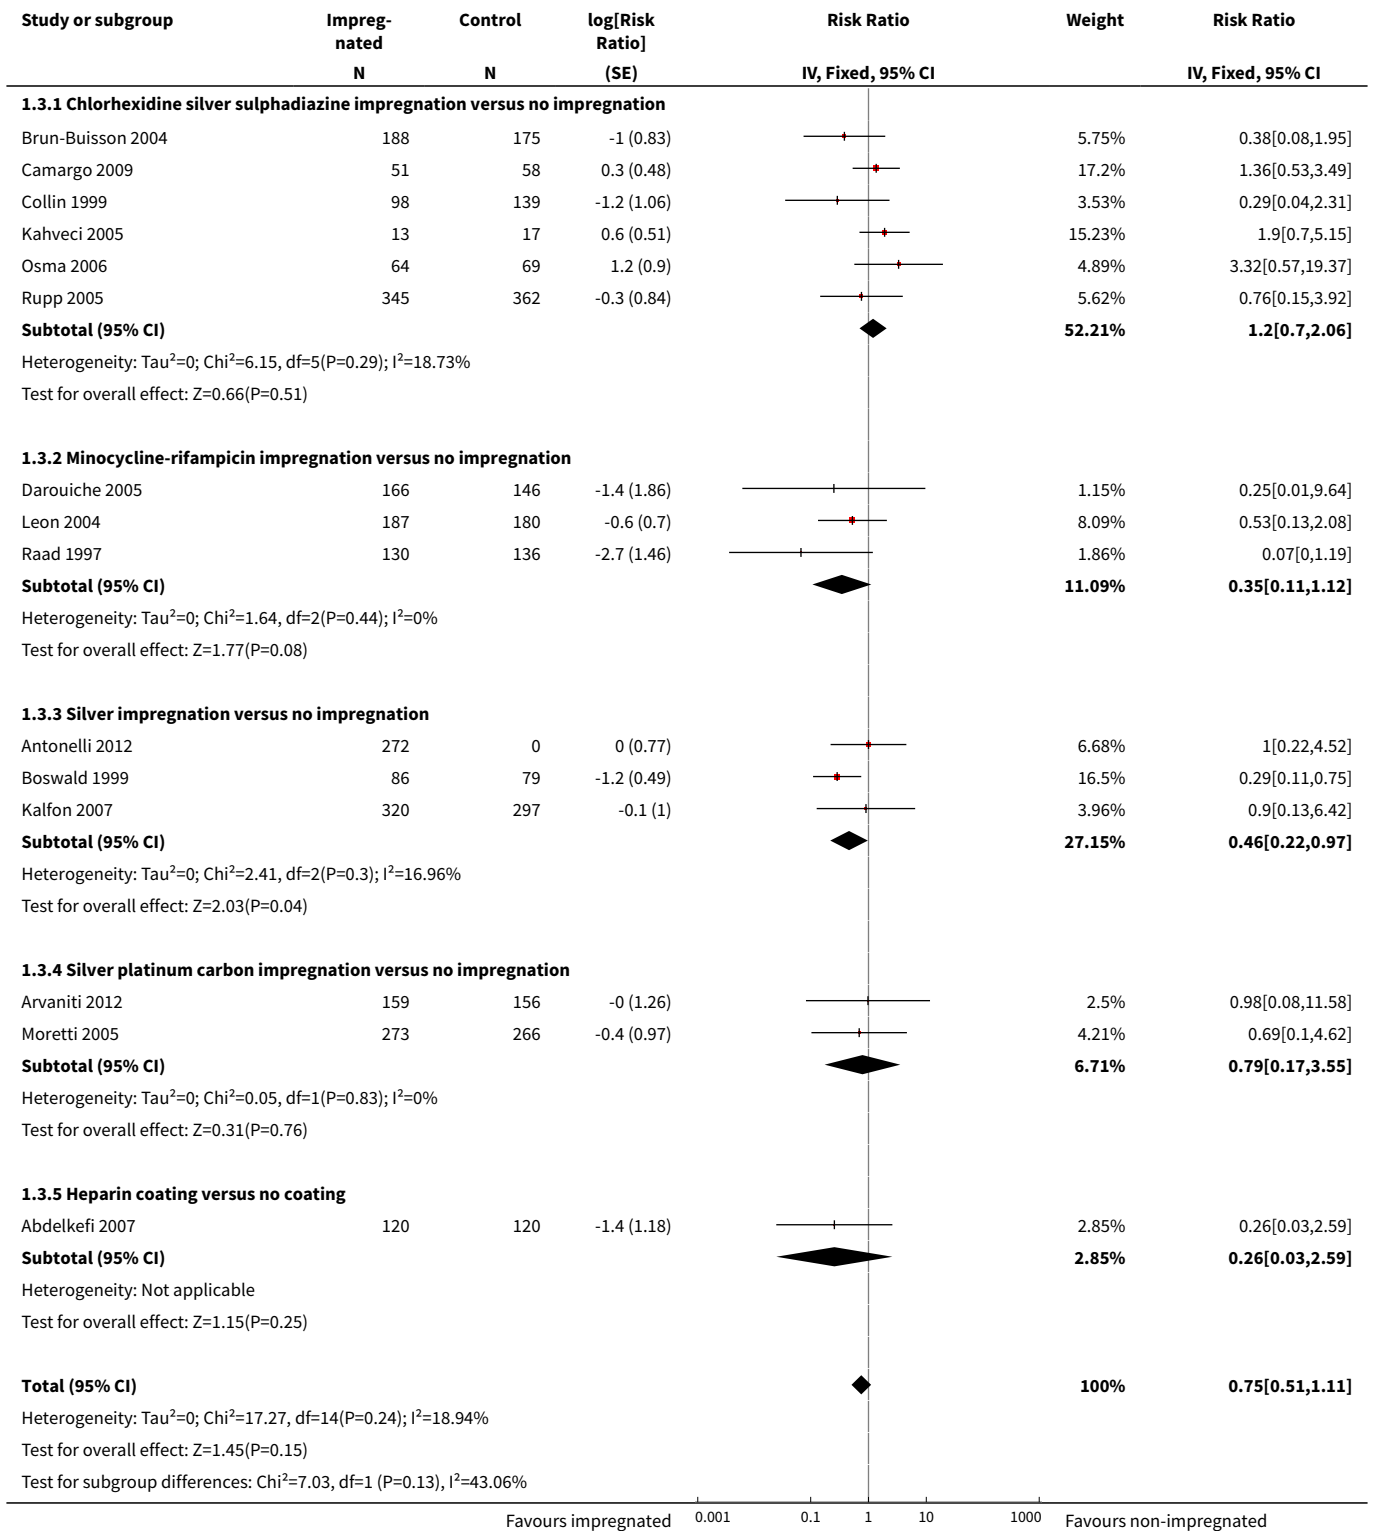 Study or subgroup Impreg- Control log[Risk Risk Ratio Weight Risk Ratio
nated Ratio]
N N (SE) IV, Fixed, 95% CI IV, Fixed, 95% CI
1.3.1 Chlorhexidine silver sulphadiazine impregnation versus no impregnation
Brun-Buisson 2004 188 175 -1 (0.83) 5.75% 0.38[0.08,1.95]
Camargo 2009 51 58 0.3 (0.48) 17.2% 1.36[0.53,3.49]
Collin 1999 98 139 -1.2 (1.06) 3.53% 0.29[0.04,2.31]
Kahveci 2005 13 17 0.6 (0.51) 15.23% 1.9[0.7,5.15]
Osma 2006 64 69 1.2 (0.9) 4.89% 3.32[0.57,19.37]
Rupp 2005 345 362 -0.3 (0.84) 5.62% 0.76[0.15,3.92]
Subtotal (95% CI) 52.21% 1.2[0.7,2.06]
Heterogeneity: Tau²=0; Chi²=6.15, df=5(P=0.29); I²=18.73%
Test for overall effect: Z=0.66(P=0.51)
1.3.2 Minocycline-rifampicin impregnation versus no impregnation
Darouiche 2005 166 146 -1.4 (1.86) 1.15% 0.25[0.01,9.64]
Leon 2004 187 180 -0.6 (0.7) 8.09% 0.53[0.13,2.08]
Raad 1997 130 136 -2.7 (1.46) 1.86% 0.07[0,1.19]
Subtotal (95% CI) 11.09% 0.35[0.11,1.12]
Heterogeneity: Tau²=0; Chi²=1.64, df=2(P=0.44); I²=0%
Test for overall effect: Z=1.77(P=0.08)
1.3.3 Silver impregnation versus no impregnation
Antonelli 2012 272 0 0 (0.77) 6.68% 1[0.22,4.52]
Boswald 1999 86 79 -1.2 (0.49) 16.5% 0.29[0.11,0.75]
Kalfon 2007 320 297 -0.1 (1) 3.96% 0.9[0.13,6.42]
Subtotal (95% CI) 27.15% 0.46[0.22,0.97]
Heterogeneity: Tau²=0; Chi²=2.41, df=2(P=0.3); I²=16.96%
Test for overall effect: Z=2.03(P=0.04)
1.3.4 Silver platinum carbon impregnation versus no impregnation
Arvaniti 2012 159 156 -0 (1.26) 2.5% 0.98[0.08,11.58]
Moretti 2005 273 266 -0.4 (0.97) 4.21% 0.69[0.1,4.62]
Subtotal (95% CI) 6.71% 0.79[0.17,3.55]
Heterogeneity: Tau²=0; Chi²=0.05, df=1(P=0.83); I²=0%
Test for overall effect: Z=0.31(P=0.76)
1.3.5 Heparin coating versus no coating
Abdelkefi 2007 120 120 -1.4 (1.18) 2.85% 0.26[0.03,2.59]
Subtotal (95% CI) 2.85% 0.26[0.03,2.59]
Heterogeneity: Not applicable
Test for overall effect: Z=1.15(P=0.25)
Total (95% CI) 100% 0.75[0.51,1.11]
Heterogeneity: Tau²=0; Chi²=17.27, df=14(P=0.24); I²=18.94%
Test for overall effect: Z=1.45(P=0.15)
Test for subgroup differences: Chi²=7.03, df=1 (P=0.13), I²=43.06%
Favours impregnated 0.001 0.1 1 10 1000 Favours non-impregnated